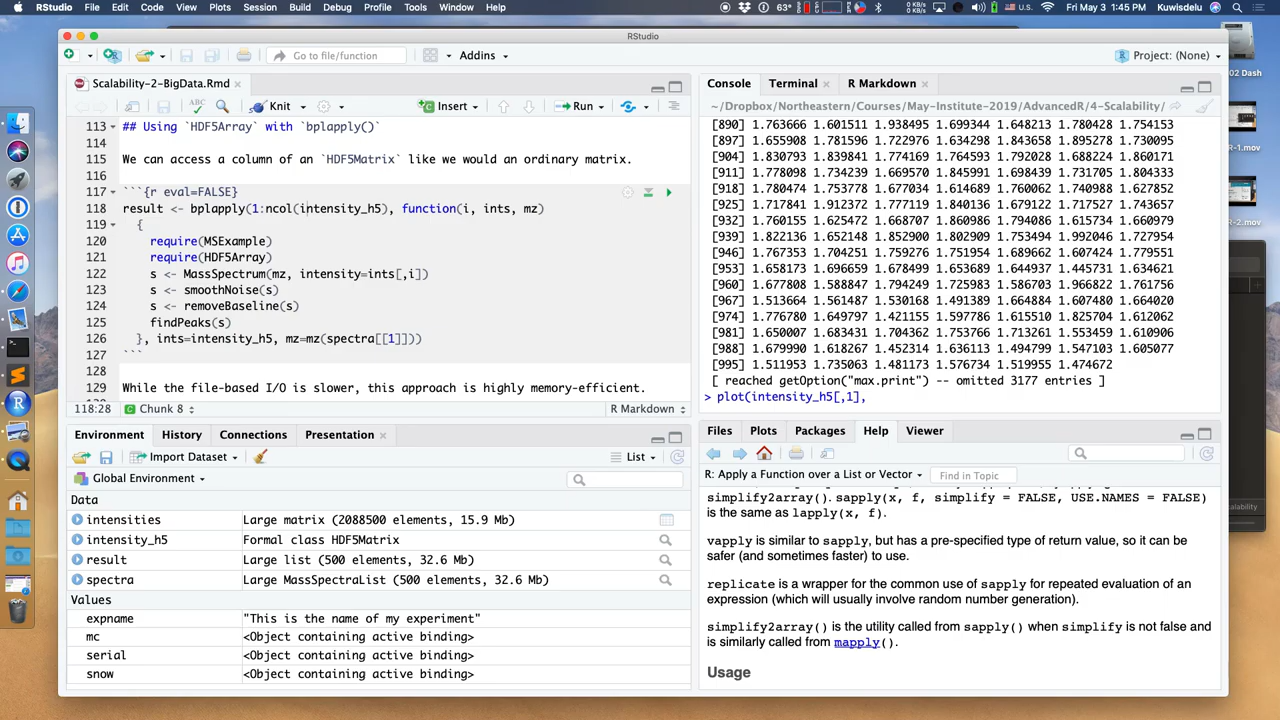 RStudio File Edit Code View Plots Session Build Debug Profile Tools Window Help
63° Fri May 3 1:45 PM Kuwisdelu
RStudio
Go to file/function Addins Project: (None)
Scalability-2-BigData.Rmd
Knit Insert Run
113 ## Using `HDF5Array` with `bplapply()`
114
115 We can access a column of an `HDF5Matrix` like we would an ordinary matrix.
116
117 ```{r eval=FALSE}
118 result <- bplapply(1:ncol(intensity_h5), function(i, ints, mz)
119 {
120 require(MSExample)
121 require(HDF5Array)
122 s <- MassSpectrum(mz, intensity=ints[,i])
123 s <- smoothNoise(s)
124 s <- removeBaseline(s)
125 findPeaks(s)
126 }, ints=intensity_h5, mz=mz(spectra[[1]]))
127 ```
128
129 While the file-based I/O is slower, this approach is highly memory-efficient.
118:28 Chunk 8 R Markdown
Environment History Connections Presentation
Import Dataset List
Global Environment
Data
intensities Large matrix (2088500 elements, 15.9 Mb)
intensity_h5 Formal class HDF5Matrix
result Large list (500 elements, 32.6 Mb)
spectra Large MassSpectraList (500 elements, 32.6 Mb)
Values
expname "This is the name of my experiment"
mc <Object containing active binding>
serial <Object containing active binding>
snow <Object containing active binding>
Console Terminal R Markdown
~/Dropbox/Northeastern/Courses/May-Institute-2019/AdvancedR/4-Scalability/
[890] 1.763666 1.601511 1.938495 1.699944 1.648213 1.780428 1.754153
[897] 1.655908 1.781596 1.722976 1.634298 1.843658 1.895278 1.730095
[904] 1.830793 1.839841 1.774169 1.764593 1.792028 1.688224 1.860171
[911] 1.778098 1.734239 1.669570 1.441991 1.758971 1.731755 1.804333
[918] 1.780474 1.753778 1.677034 1.619438 1.760062 1.740938 1.627852
[925] 1.717841 1.912372 1.777119 1.840369 1.679122 1.717527 1.743657
[932] 1.760155 1.242508 1.668707 1.860986 1.794086 1.615734 1.660979
[939] 1.822136 1.652148 1.852900 1.802909 1.753494 1.992046 1.727954
[946] 1.767353 1.704251 1.759276 1.751954 1.489662 1.607104 1.779551
[953] 1.658173 1.696659 1.678499 1.653689 1.644937 1.445731 1.634621
[960] 1.677808 1.588847 1.794249 1.725983 1.586703 1.966822 1.761756
[967] 1.513664 1.561487 1.530168 1.491389 1.664884 1.607480 1.664020
[974] 1.776780 1.649797 1.421155 1.597786 1.615510 1.825704 1.612062
[981] 1.650007 1.683431 1.704362 1.753766 1.713261 1.553459 1.610906
[988] 1.679990 1.618267 1.452314 1.636113 1.494799 1.547103 1.605077
[995] 1.511953 1.735063 1.481173 1.576734 1.519955 1.474672
[ reached getOption("max.print") -- omitted 3177 entries ]
> plot(intensity_h5[,1],
Files Plots Packages Help Viewer
R: Apply a Function over a List or Vector Find in Topic
simplify2array(). sapply(x, f, simplify = FALSE, USE.NAMES = FALSE)
is the same as lapply(x, f).
vapply is similar to sapply, but has a pre-specified type of return value, so it can be
safer (and sometimes faster) to use.
replicate is a wrapper for the common use of sapply for repeated evaluation of an
expression (which will usually involve random number generation).
simplify2array() is the utility called from sapply() when simplify is not false and
is similarly called from mapply().
Usage
02 Dash
R-1.mov
R-2.mov